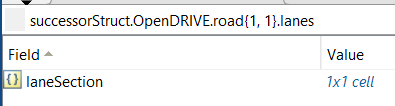 successorStruct.OpenDRIVE.road{1, 1}.lanes
Field Value
laneSection 1x1 cell